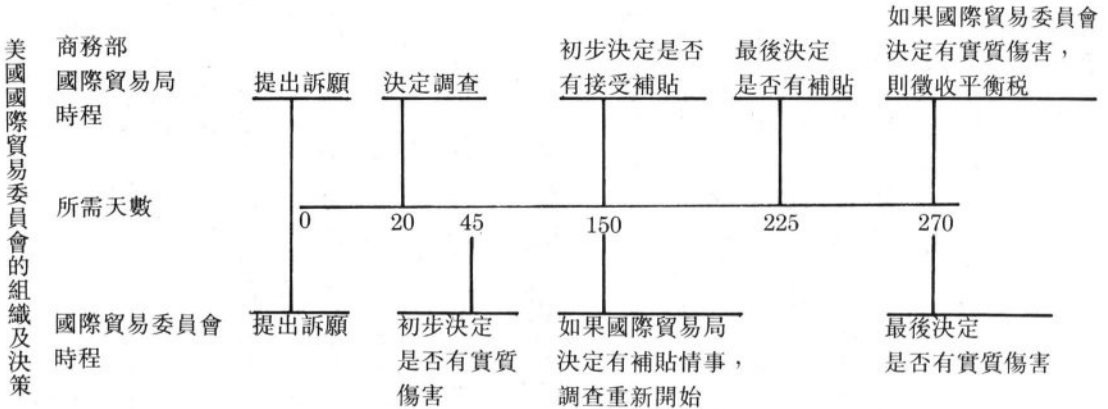 美國國際貿易委員會的組織及決策
商務部
國際貿易局
時程
提出訴願
決定調查
初步決定是否
有接受補貼
最後決定
是否有補貼
如果國際貿易委員會
決定有實質傷害，
則徵收平衡稅
所需天數
0 20 45 150 225 270
國際貿易委員會
時程
提出訴願
初步決定
是否有實質
傷害
如果國際貿易局
決定有補貼情事，
調查重新開始
最後決定
是否有實質傷害